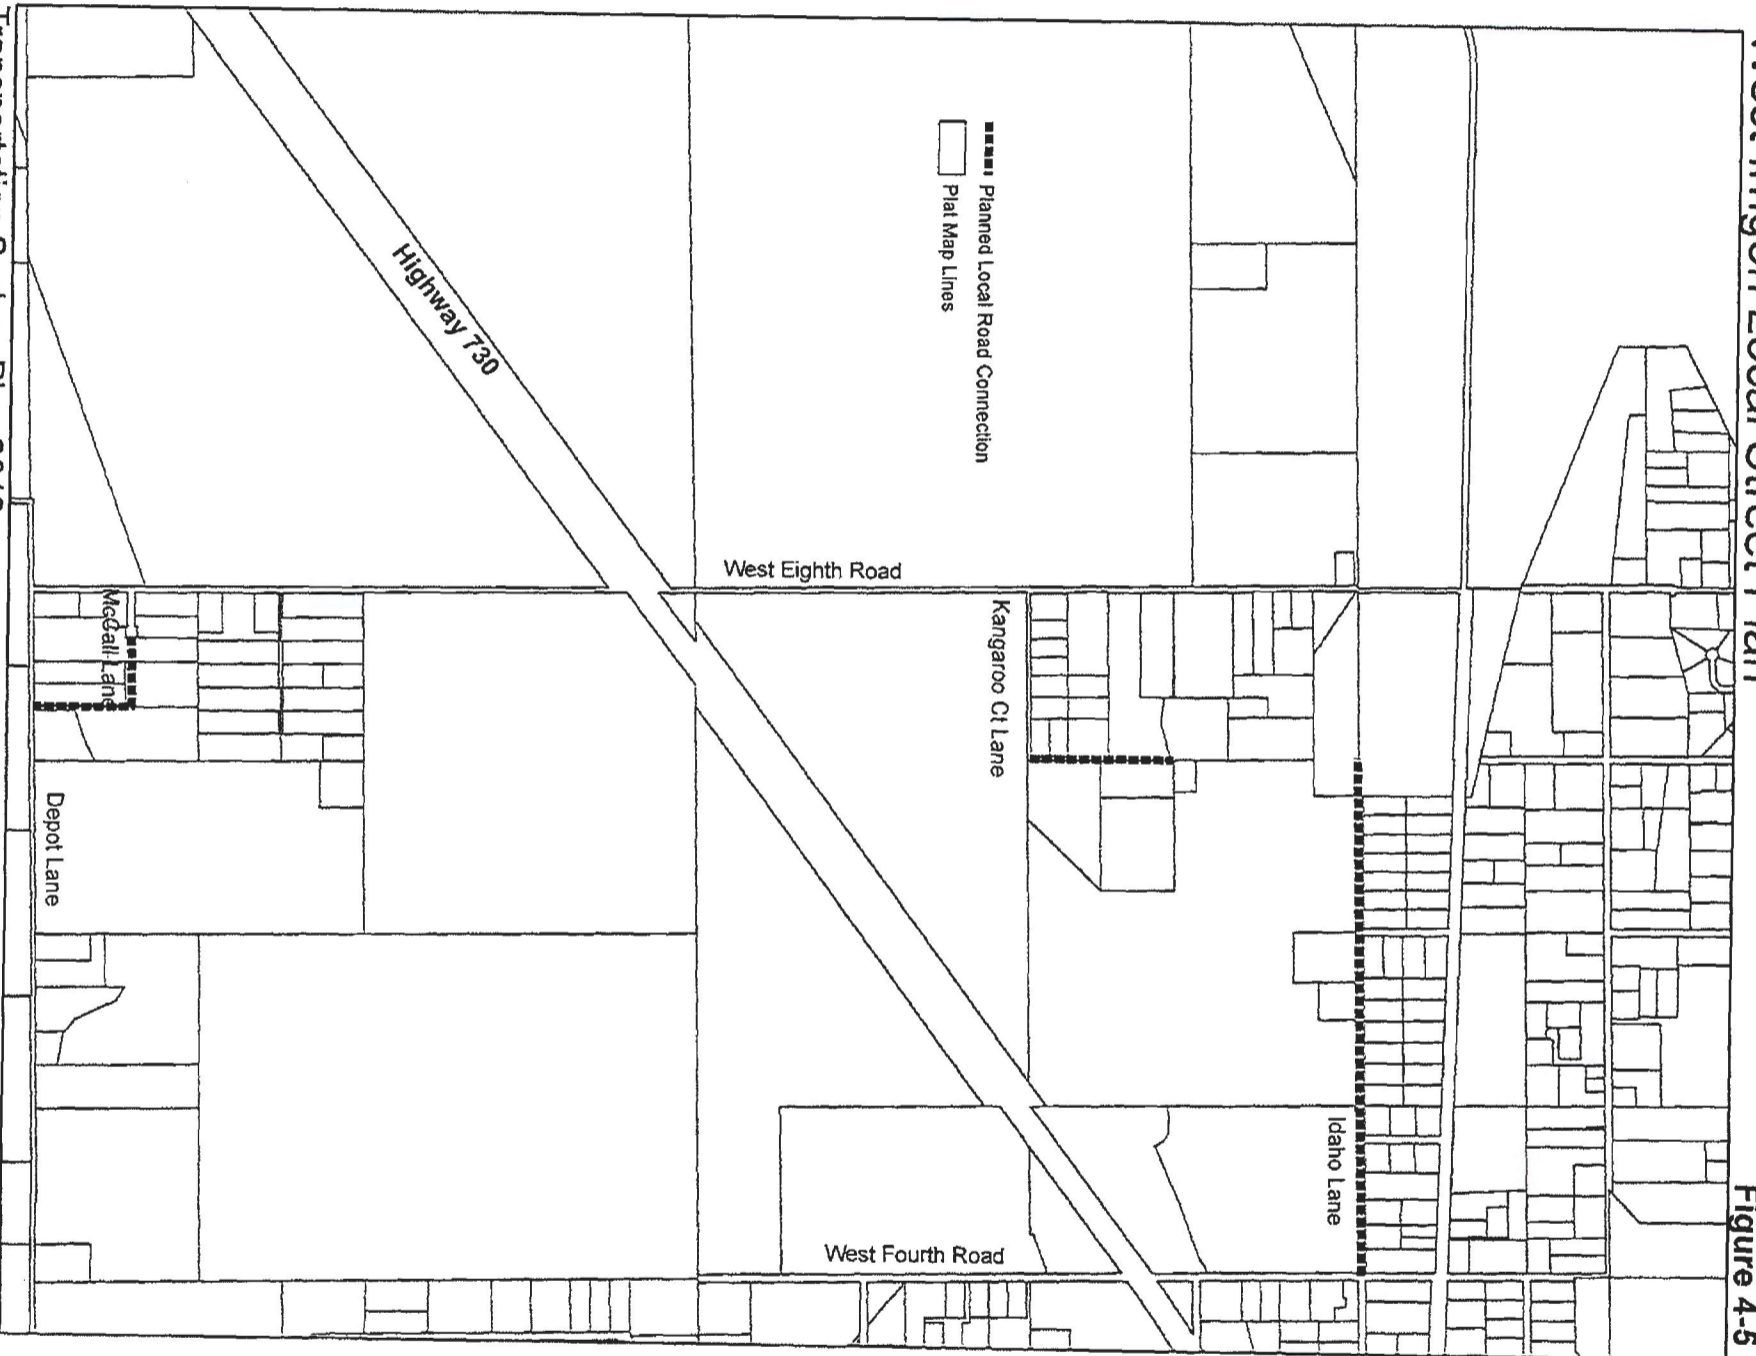 Figure 4-5
Planned Local Road Connection
Plat Map Lines
Highway 730
West Eighth Road
Kangaroo Ct Lane
McCall Lane
Depot Lane
Idaho Lane
West Fourth Road